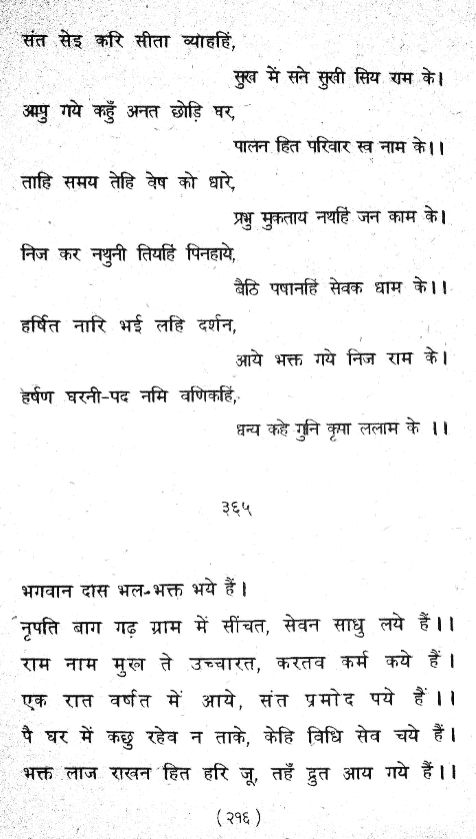 संत सेइ करि सीता व्याहहिं,
सुख में सने सुखी सिय राम के।
आपु गये कहुँ अनत छोड़ि घर,
पालन हित परिवार स्व नाम के।।
ताहि समय तेहि वेष को धारे,
प्रभु मुकताय नथहिं जन काम के।
निज कर नथुनी तियहिं पिनहाये,
बैठि पषानहिं सेवक धाम के।।
हर्षित नारि भई लहि दर्शन,
आये भक्त गये निज राम के।
हर्षण घरनी-पद नमि वणिकहिं,
धन्य कहे गुनि कृपा ललाम के ।।
३६५
भगवान दास भल-भक्त भये हैं।
नृपति बाग गढ़ ग्राम में सींचत, सेवन साधु लये हैं।।
राम नाम मुख ते उच्चारत, करतव कर्म कये हैं ।
एक रात वर्षत में आये, संत प्रमोद पये हैं ।।
पै घर में कछु रहेव न ताके, केहि विधि सेव चये हैं।
भक्त लाज राखन हित हरि जू, तहँ द्रुत आय गये हैं।।
(२१६)